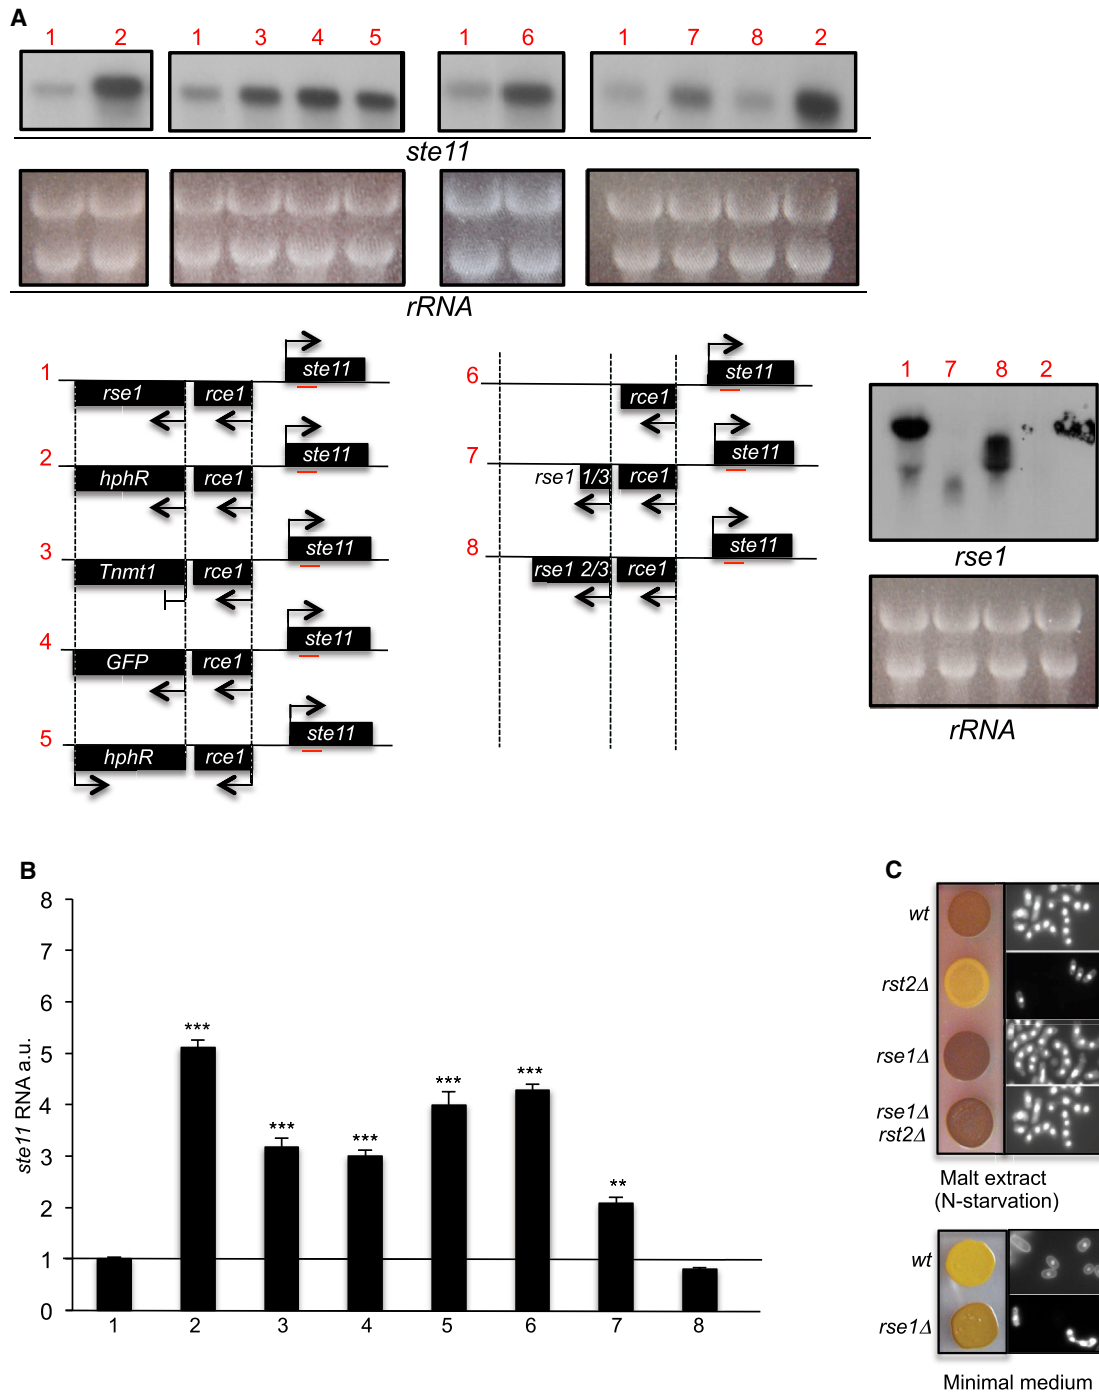 A
1 2 1 3 4 5 1 6 1 7 8 2
ste11
rRNA
1 rse1 rce1 ste11
2 hphR rce1 ste11
3 Tnmt1 rce1 ste11
4 GFP rce1 ste11
5 hphR rce1 ste11
6 rce1 ste11
7 rse1 1/3 rce1 ste11
8 rse1 2/3 rce1 ste11
1 7 8 2
rse1
rRNA
B
ste11 RNA a.u.
8
7
6
5
4
3
2
1
0
***
***
***
***
***
**
1 2 3 4 5 6 7 8
C
wt
rst2Δ
rse1Δ
rse1Δ
rst2Δ
Malt extract
(N-starvation)
wt
rse1Δ
Minimal medium